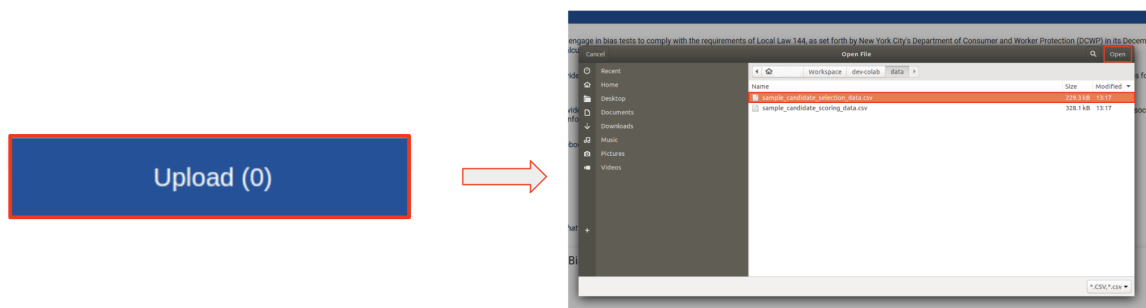 Upload (0)
engage in bias tests to comply with the requirements of Local Law 144, as set forth by New York City's Department of Consumer and Worker Protection (DCWP) in its Decem
Cancel
Open File
Open
Recent
Home
Desktop
Documents
Downloads
Music
Pictures
Videos
+
Workspace
dev-colab
data
Name
Size
Modified
sample_candidate_selection_data.csv
229.3 kB
13:17
sample_candidate_scoring_data.csv
328.1 kB
13:17
Bi
*.CSV,*.csv